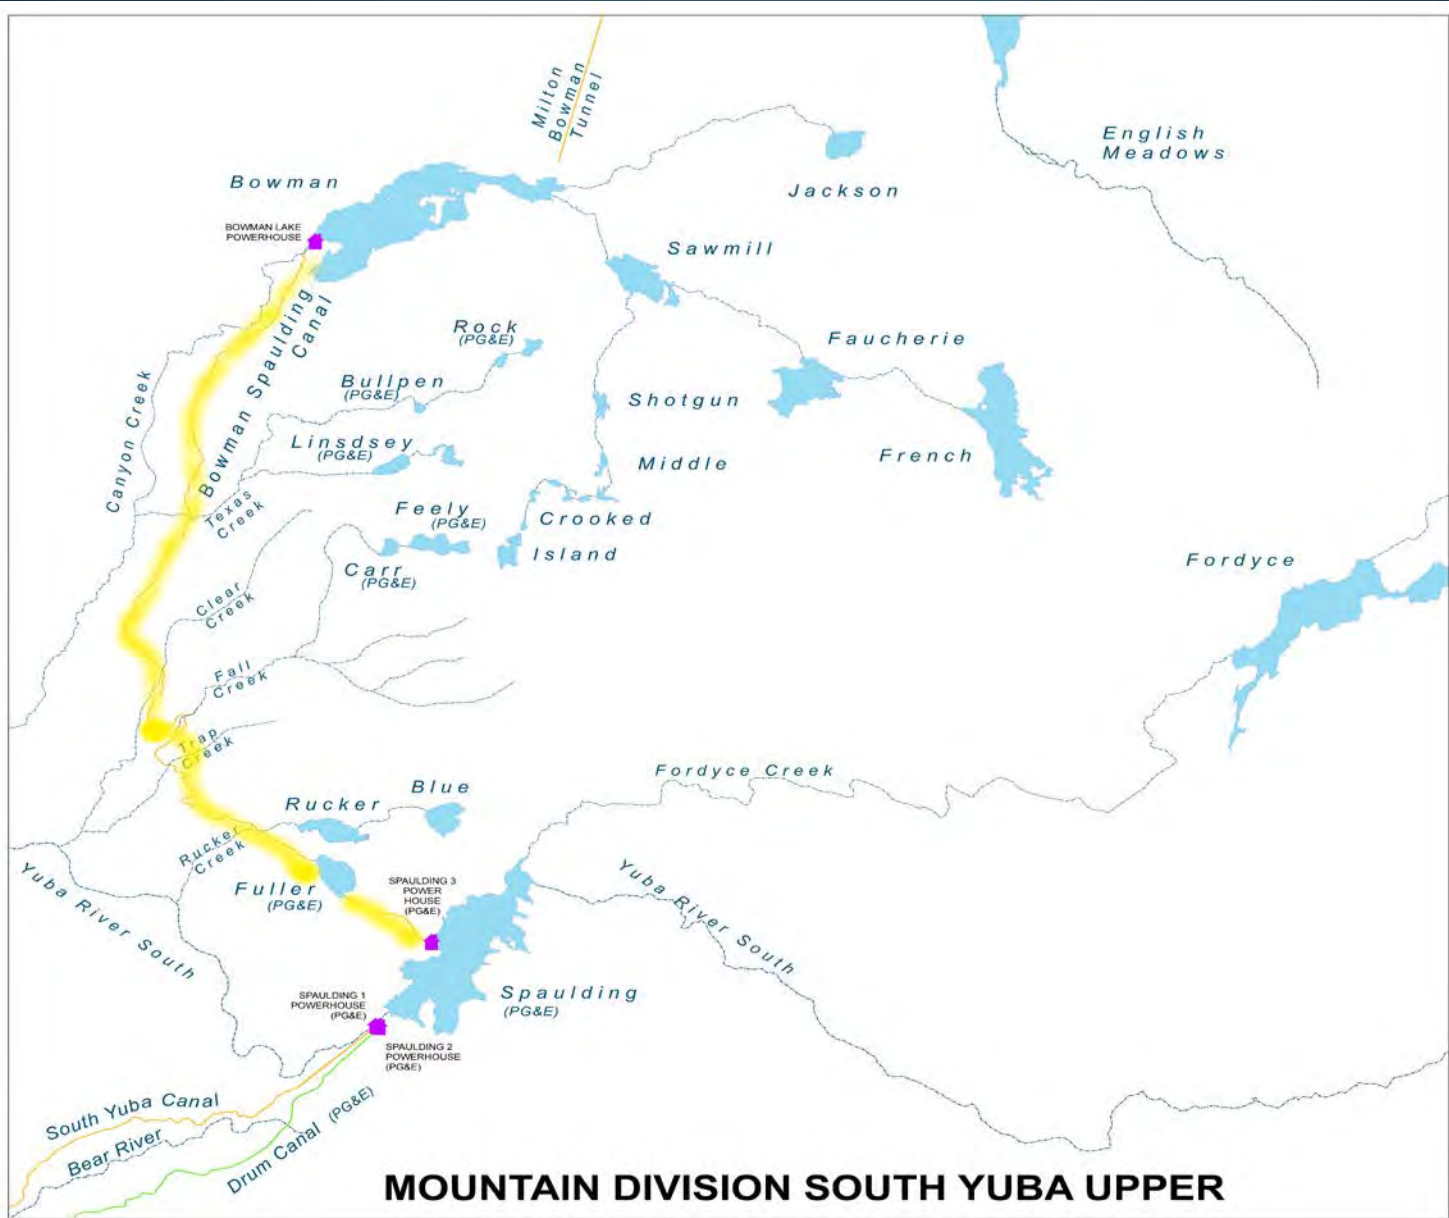 Milton
Bowman
Tunnel
English
Meadows
Bowman
Jackson
BOWMAN LAKE
POWERHOUSE
Sawmill
Bowman Spaulding
Canal
Rock
(PG&E)
Faucherie
Canyon Creek
Bullpen
(PG&E)
Shotgun
Linsdsey
(PG&E)
Middle
French
Texas
Creek
Feely
(PG&E)
Crooked
Island
Carr
(PG&E)
Fordyce
Clear
Creek
Fall
Creek
Trap
Creek
Fordyce Creek
Blue
Rucker
Rucker
Creek
Yuba River South
Fuller
(PG&E)
SPAULDING 3
POWER
HOUSE
(PG&E)
Yuba River South
Spaulding
(PG&E)
SPAULDING 1
POWERHOUSE
(PG&E)
SPAULDING 2
POWERHOUSE
(PG&E)
South Yuba Canal
Bear River
Drum Canal (PG&E)
MOUNTAIN DIVISION SOUTH YUBA UPPER